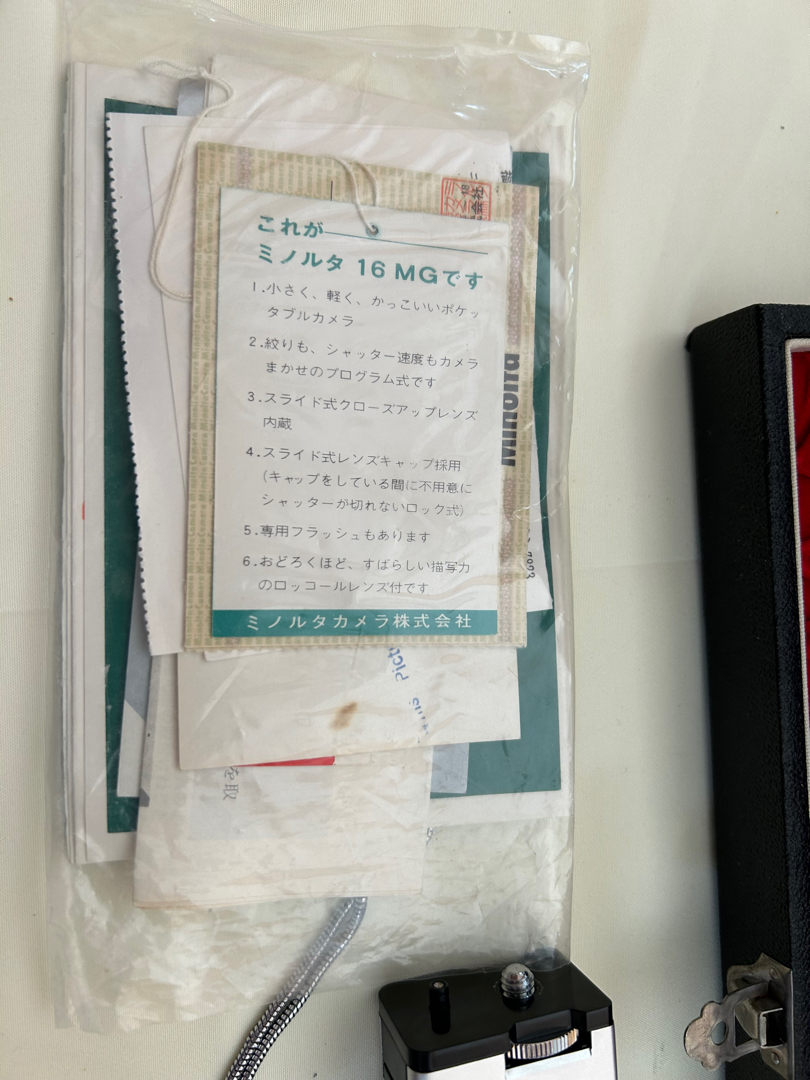 これが
ミノルタ 16 MGです
1.小さく、軽く、かっこいいポケッ
タブルカメラ
2.絞りも、シャッター速度もカメラ
まかせのプログラム式です
3.スライド式クローズアップレンズ
内蔵
4.スライド式レンズキャップ採用
(キャップをしている間に不用意に
シャッターが切れないロック式)
5.専用フラッシュもあります
6.おどろくほど、すばらしい描写力
のロッコールレンズ付です
ミノルタカメラ株式会社
Minolta
Pict
を取